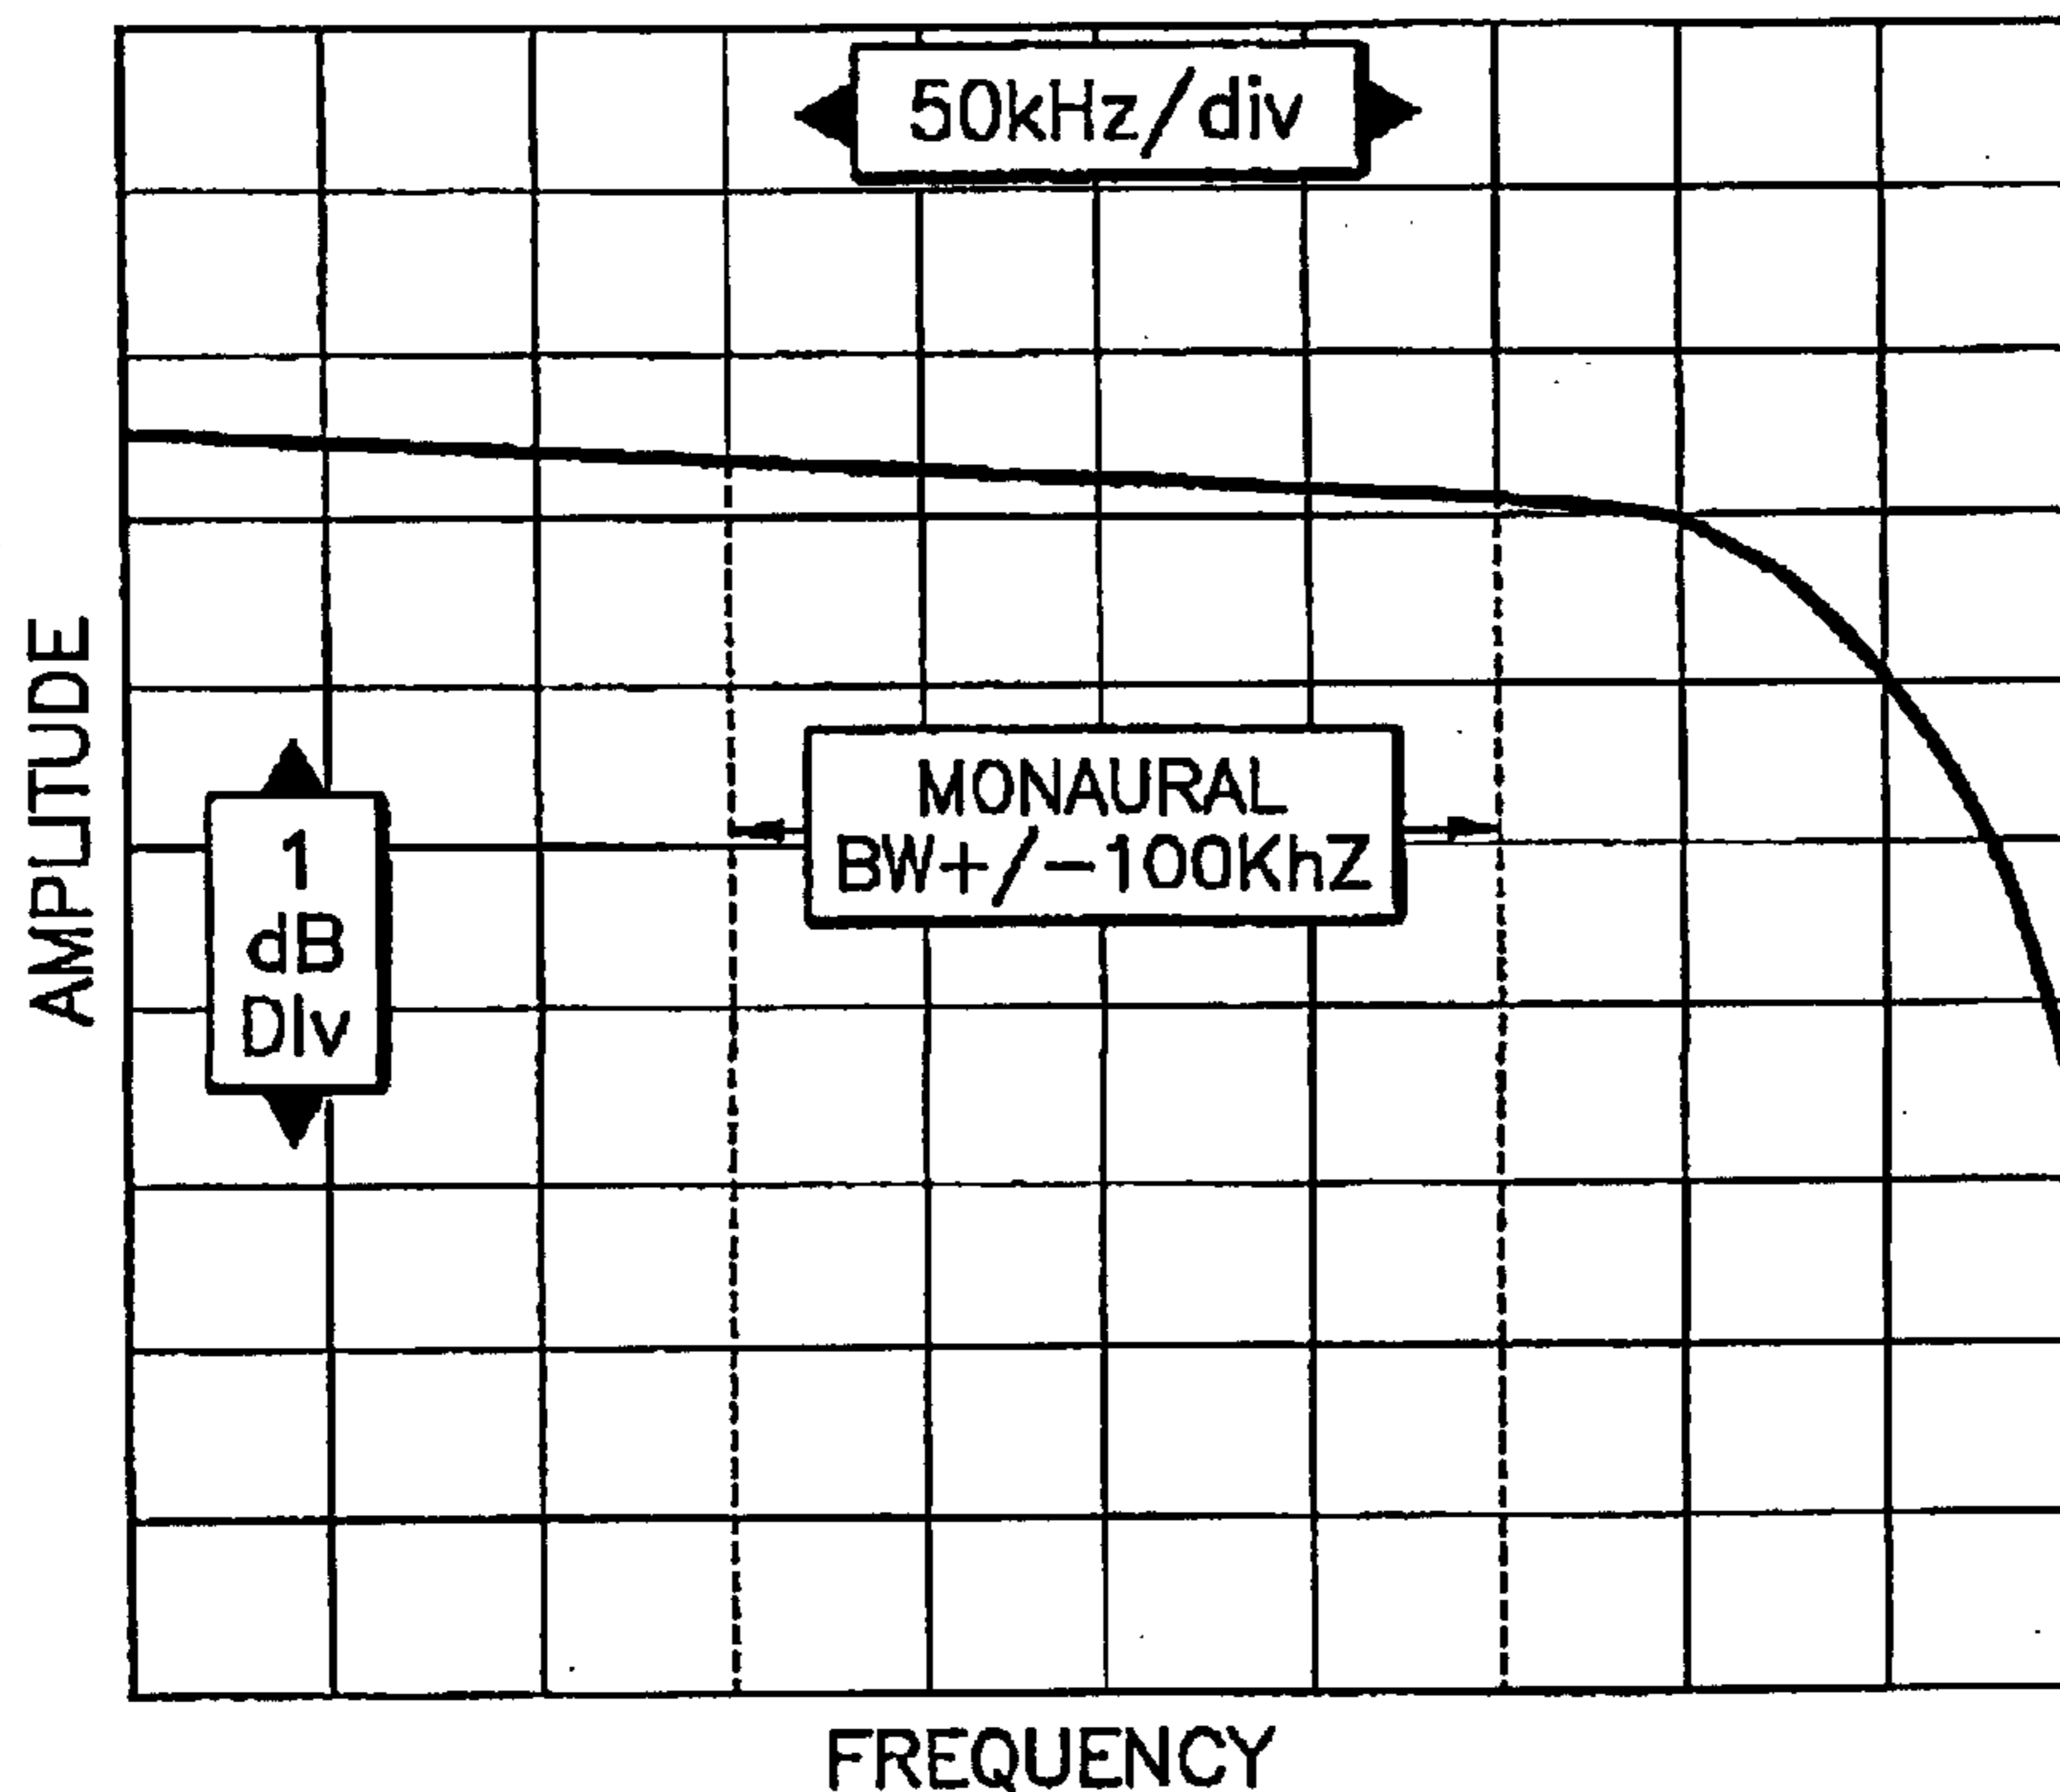 50kHz/div
AMPLITUDE
1
dB
DIv
MONAURAL
BW+/-100KhZ
FREQUENCY